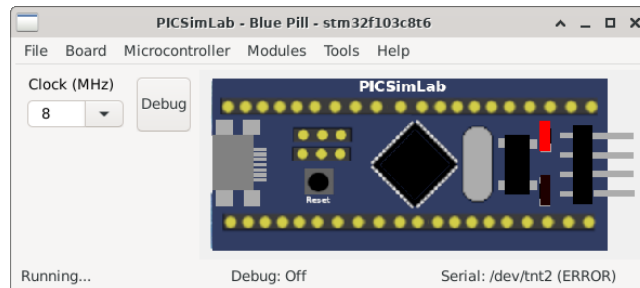 PICSimLab - Blue Pill - stm32f103c8t6
File Board Microcontroller Modules Tools Help
Clock (MHz)
8
Debug
PICSimLab
Reset
Running...
Debug: Off
Serial: /dev/tnt2 (ERROR)